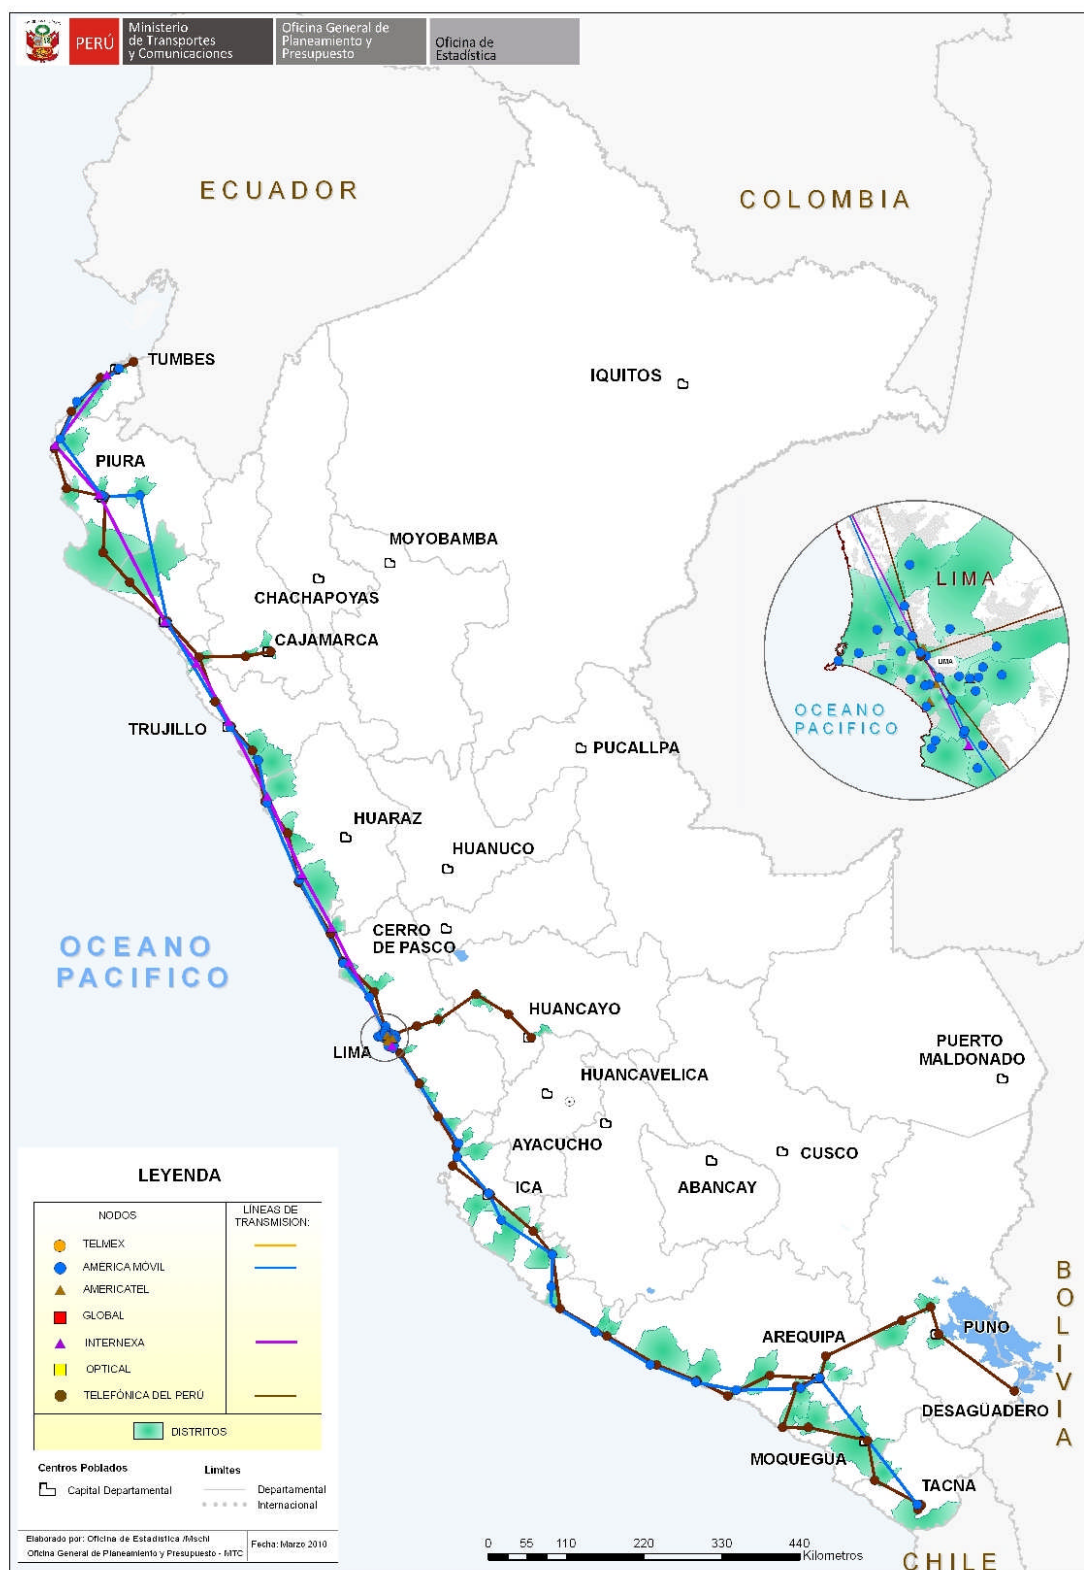 PERÚ
Ministerio
de Transportes
y Comunicaciones
Oficina General de
Planeamiento y
Presupuesto
Oficina de
Estadística
ECUADOR
COLOMBIA
TUMBES
IQUITOS
PIURA
MOYOBAMBA
CHACHAPOYAS
CAJAMARCA
LIMA
LIMA
OCEANO
PACIFICO
TRUJILLO
PUCALLPA
HUARAZ
HUANUCO
CERRO
DE PASCO
OCEANO
PACIFICO
HUANCAYO
LIMA
PUERTO
MALDONADO
HUANCAVELICA
AYACUCHO
CUSCO
ABANCAY
ICA
BOLIVIA
PUNO
AREQUIPA
DESAGUADERO
MOQUEGUA
TACNA
CHILE
LEYENDA
NODOS
LÍNEAS DE
TRANSMISION:
TELMEX
AMERICA MÓVIL
AMERICATEL
GLOBAL
INTERNEXA
OPTICAL
TELEFÓNICA DEL PERÚ
DISTRITOS
Centros Poblados
Limites
Capital Departamental
Departamental
Internacional
Elaborado por: Oficina de Estadistica /Mschl
Oficina General de Planeamiento y Presupuesto - MTC
Fecha: Marzo 2010
0 55 110 220 330 440
Kilometros